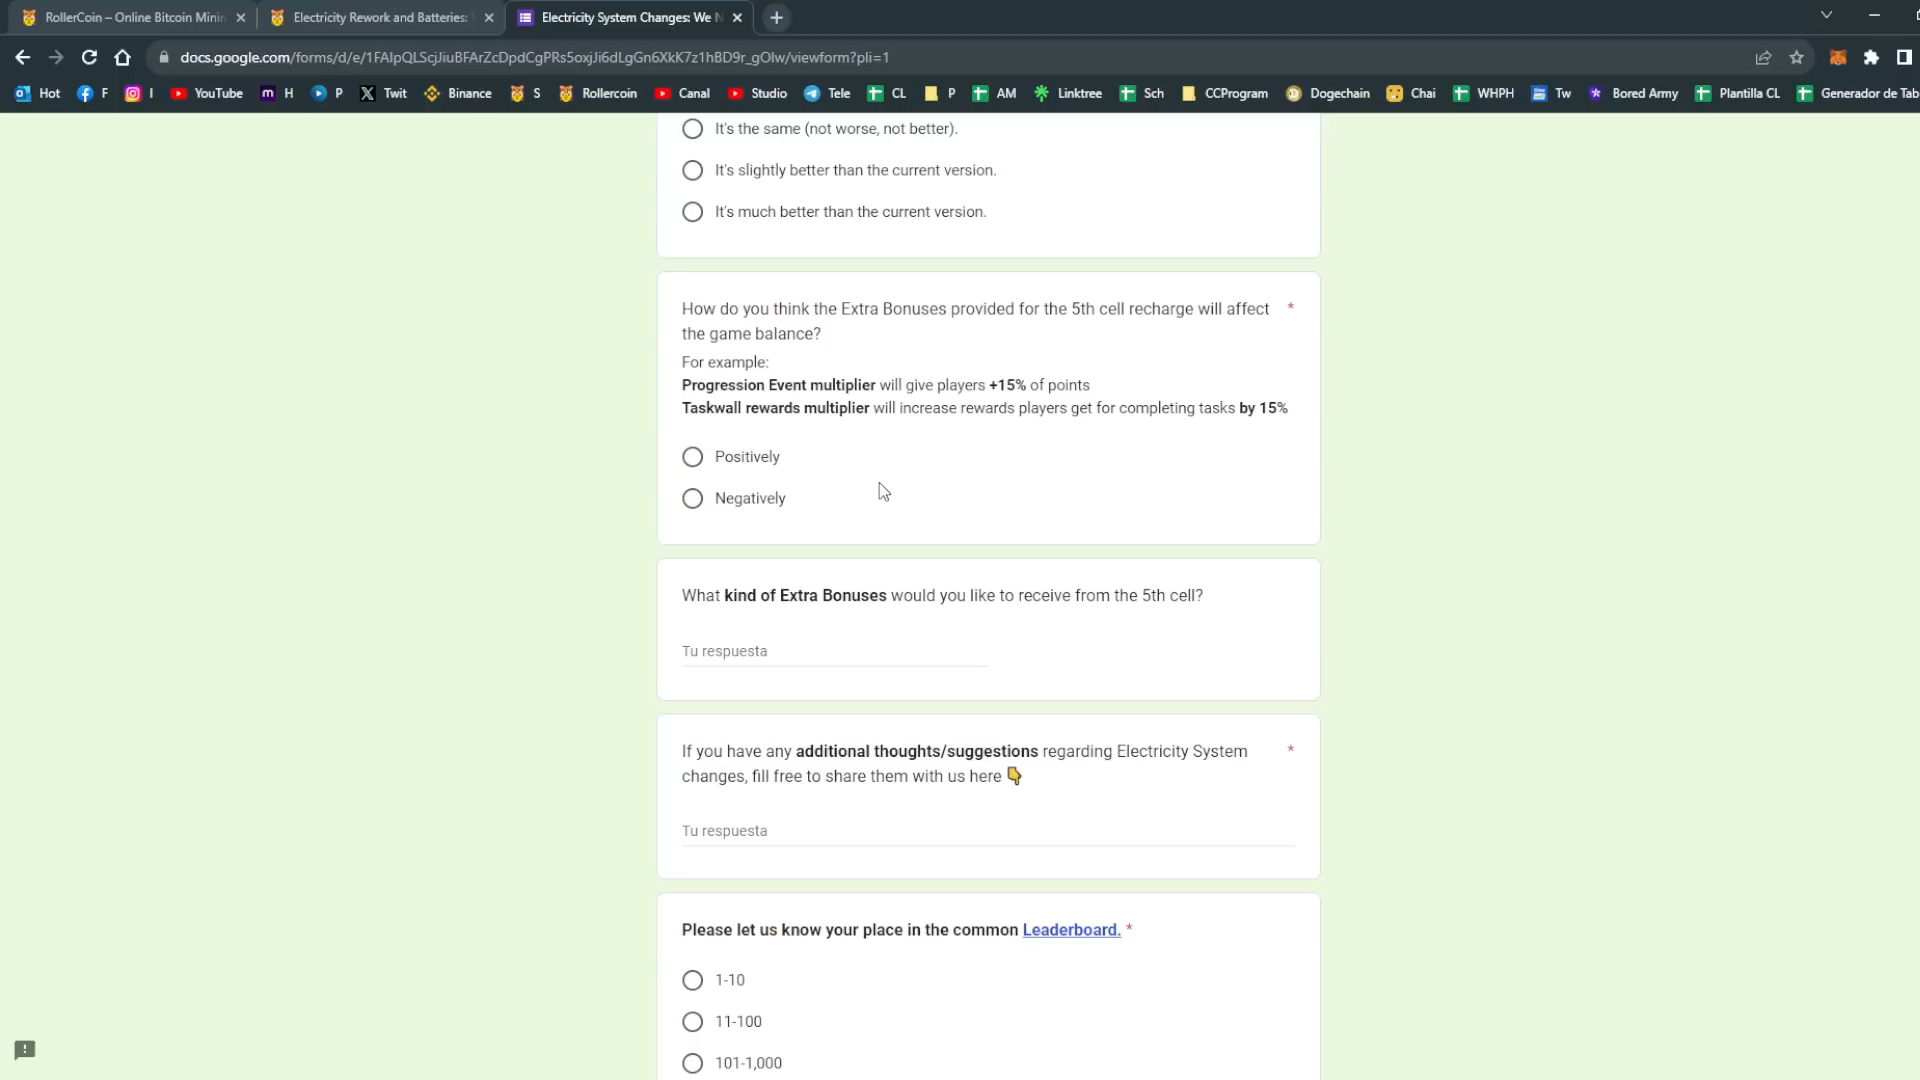 RollerCoin – Online Bitcoin Minin
Electricity Rework and Batteries:
Electricity System Changes: We N
docs.google.com/forms/d/e/1FAIpQLScjJiuBFArZcDpdCgPRs5oxjJi6dLgGn6XkK7z1hBD9r_gOlw/viewform?pli=1
Hot F I YouTube H P Twit Binance S Rollercoin Canal Studio Tele CL P AM Linktree Sch CCProgram Dogechain Chai WHPH Tw Bored Army Plantilla CL Generador de Tab
It's the same (not worse, not better).
It's slightly better than the current version.
It's much better than the current version.
How do you think the Extra Bonuses provided for the 5th cell recharge will affect *
the game balance?
For example:
Progression Event multiplier will give players +15% of points
Taskwall rewards multiplier will increase rewards players get for completing tasks by 15%
Positively
Negatively
What kind of Extra Bonuses would you like to receive from the 5th cell?
Tu respuesta
If you have any additional thoughts/suggestions regarding Electricity System *
changes, fill free to share them with us here 👇
Tu respuesta
Please let us know your place in the common Leaderboard. *
1-10
11-100
101-1,000